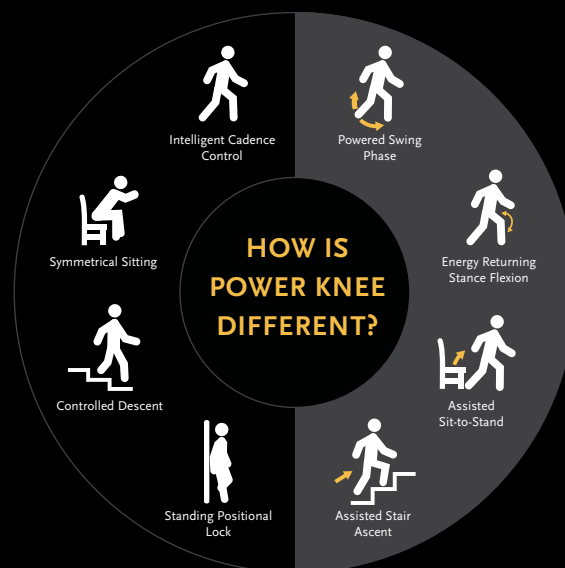 Intelligent Cadence
Control
Powered Swing
Phase
Symmetrical Sitting
HOW IS
POWER KNEE
DIFFERENT?
Energy Returning
Stance Flexion
Controlled Descent
Assisted
Sit-to-Stand
Standing Positional
Lock
Assisted Stair
Ascent